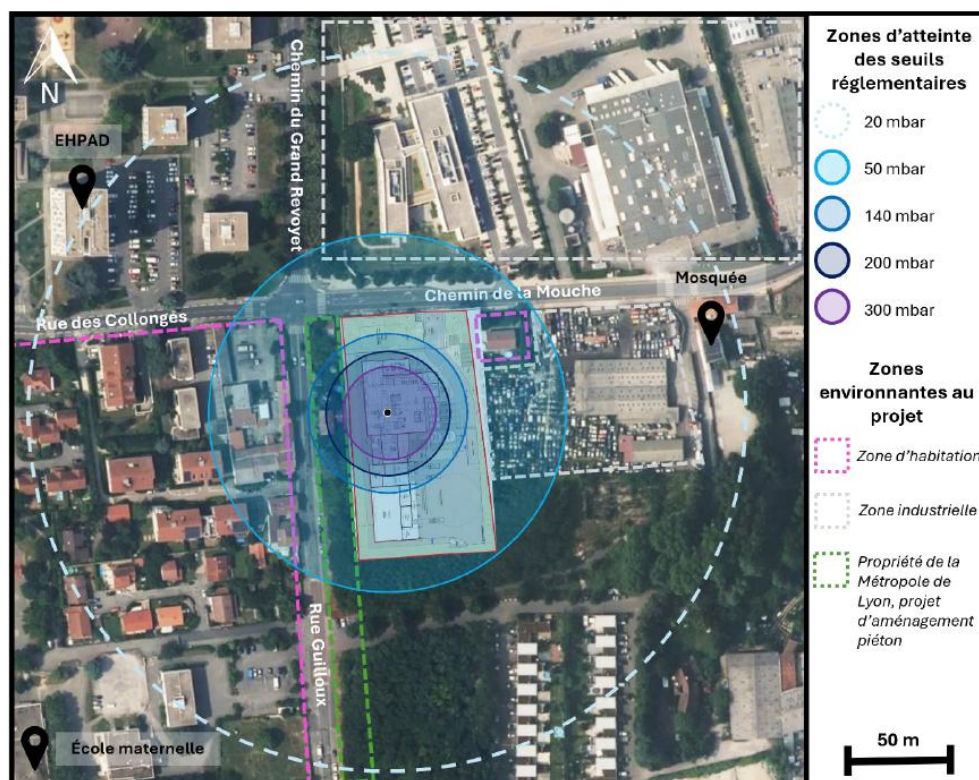 N
EHPAD
Chemin du Grand Revoyet
Chemin de la Mouche
Mosquée
Rue des Collonges
Rue Guilloux
École maternelle
Zones d'atteinte
des seuils
réglementaires
20 mbar
50 mbar
140 mbar
200 mbar
300 mbar
Zones
environnantes au
projet
Zone d'habitation
Zone industrielle
Propriété de la
Métropole de
Lyon, projet
d'aménagement
piéton
50 m